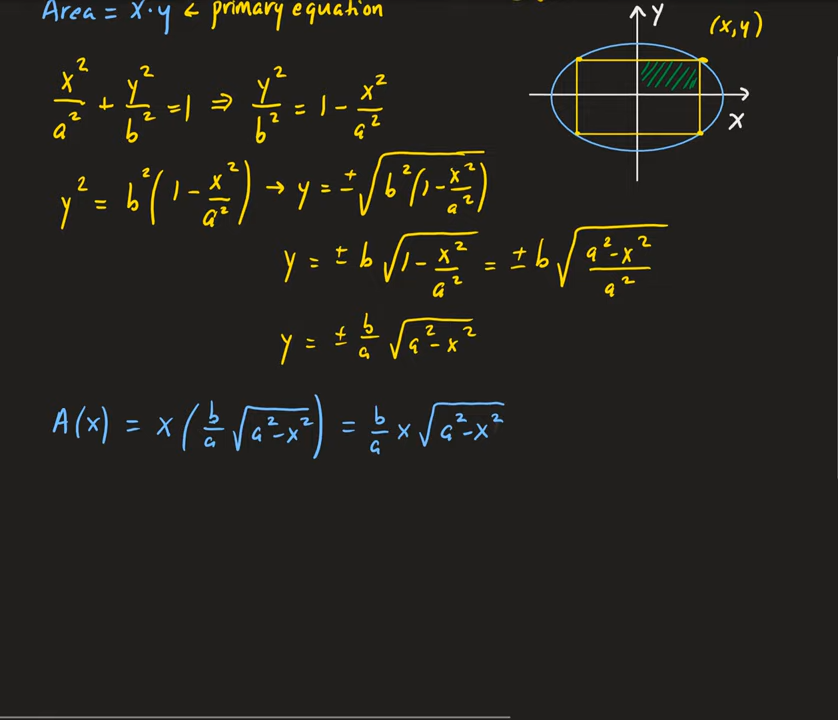 Area = x·y ← primary equation
y
(x,y)
x
x²/a² + y²/b² = 1 ⇒ y²/b² = 1 - x²/a²
y² = b²(1 - x²/a²) → y = ±√(b²(1 - x²/a²))
y = ± b √(1 - x²/a²) = ± b √((a²-x²)/a²)
y = ± b/a √(a²-x²)
A(x) = x (b/a √(a²-x²)) = b/a x √(a²-x²)